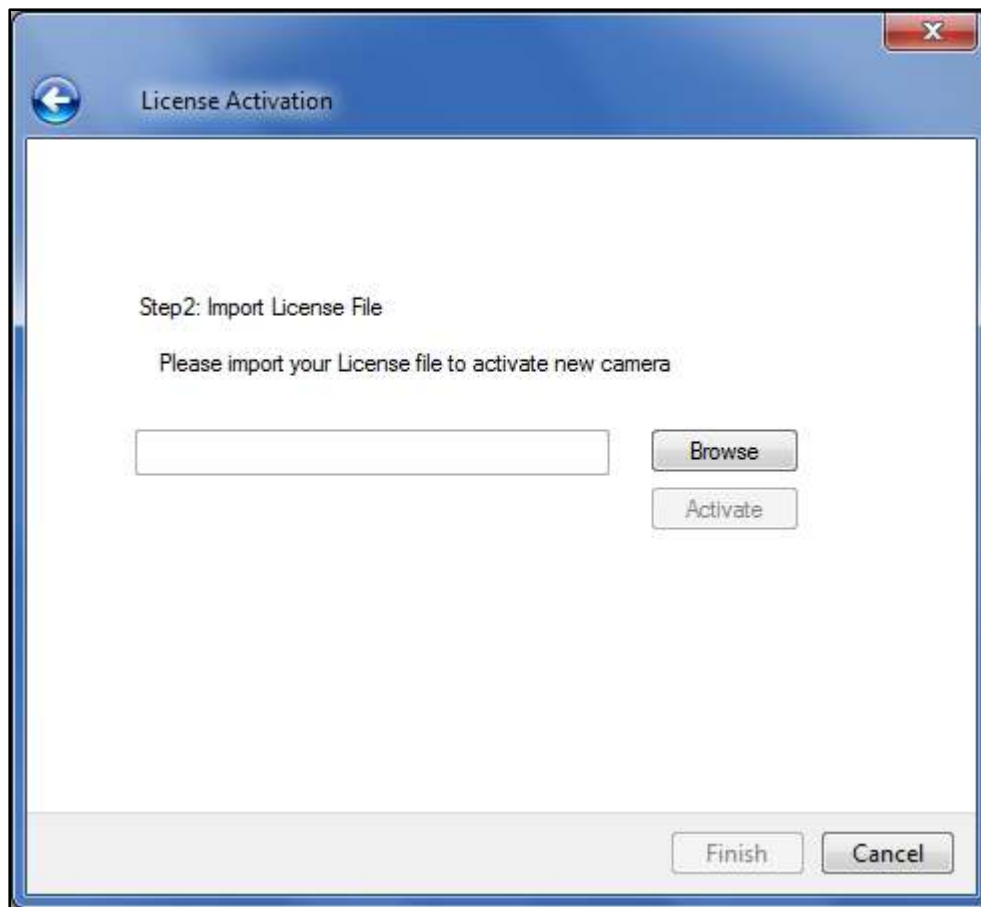 License Activation
Step2: Import License File
Please import your License file to activate new camera
Browse
Activate
Finish
Cancel